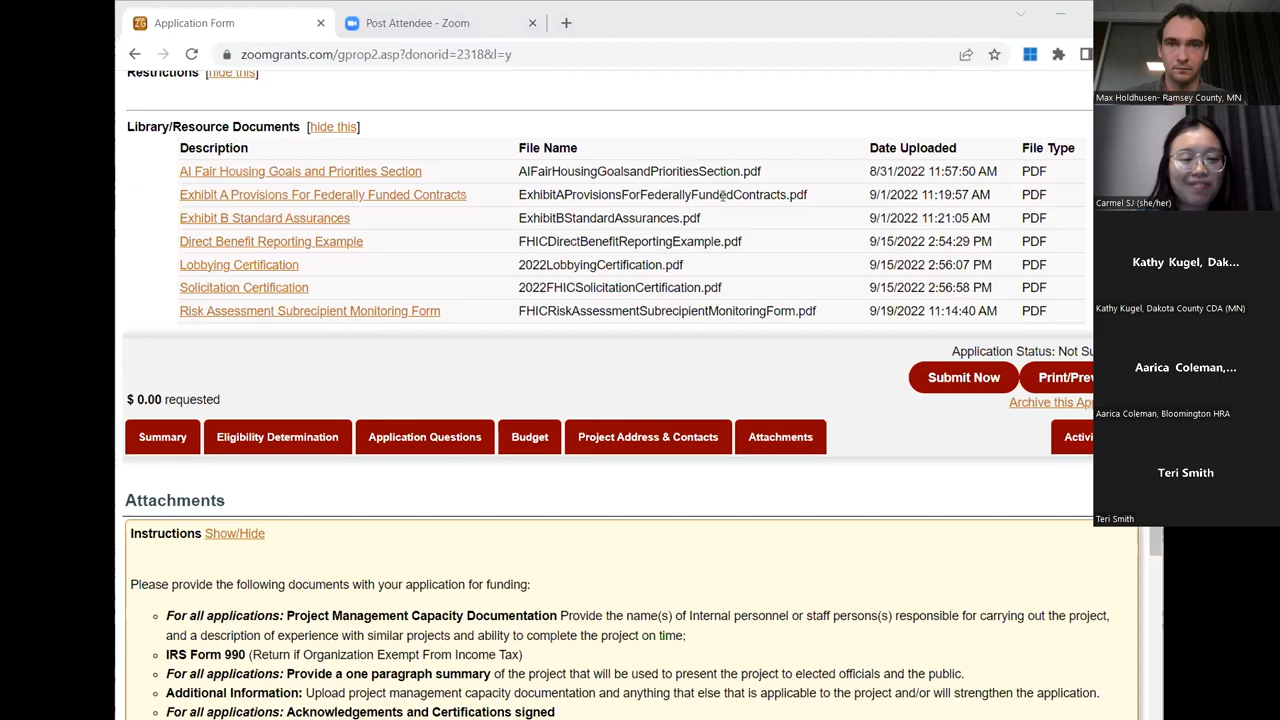 Application Form
Post Attendee - Zoom
zoomgrants.com/gprop2.asp?donorid=2318&l=y
Restrictions [hide this]
Library/Resource Documents [hide this]
Description File Name Date Uploaded File Type
AI Fair Housing Goals and Priorities Section AIFairHousingGoalsandPrioritiesSection.pdf 8/31/2022 11:57:50 AM PDF
Exhibit A Provisions For Federally Funded Contracts ExhibitAProvisionsForFederallyFundedContracts.pdf 9/1/2022 11:19:57 AM PDF
Exhibit B Standard Assurances ExhibitBStandardAssurances.pdf 9/1/2022 11:21:05 AM PDF
Direct Benefit Reporting Example FHICDirectBenefitReportingExample.pdf 9/15/2022 2:54:29 PM PDF
Lobbying Certification 2022LobbyingCertification.pdf 9/15/2022 2:56:07 PM PDF
Solicitation Certification 2022FHICSolicitationCertification.pdf 9/15/2022 2:56:58 PM PDF
Risk Assessment Subrecipient Monitoring Form FHICRiskAssessmentSubrecipientMonitoringForm.pdf 9/19/2022 11:14:40 AM PDF
Application Status: Not Su
Submit Now Print/Prev
$ 0.00 requested
Archive this App
Summary Eligibility Determination Application Questions Budget Project Address & Contacts Attachments Activi
Attachments
Instructions Show/Hide
Please provide the following documents with your application for funding:
For all applications: Project Management Capacity Documentation Provide the name(s) of Internal personnel or staff persons(s) responsible for carrying out the project,
and a description of experience with similar projects and ability to complete the project on time;
IRS Form 990 (Return if Organization Exempt From Income Tax)
For all applications: Provide a one paragraph summary of the project that will be used to present the project to elected officials and the public.
Additional Information: Upload project management capacity documentation and anything that else that is applicable to the project and/or will strengthen the application.
For all applications: Acknowledgements and Certifications signed
Max Holdhusen- Ramsey County, MN
Carmel SJ (she/her)
Kathy Kugel, Dak...
Kathy Kugel, Dakota County CDA (MN)
Aarica Coleman,...
Aarica Coleman, Bloomington HRA
Teri Smith
Teri Smith